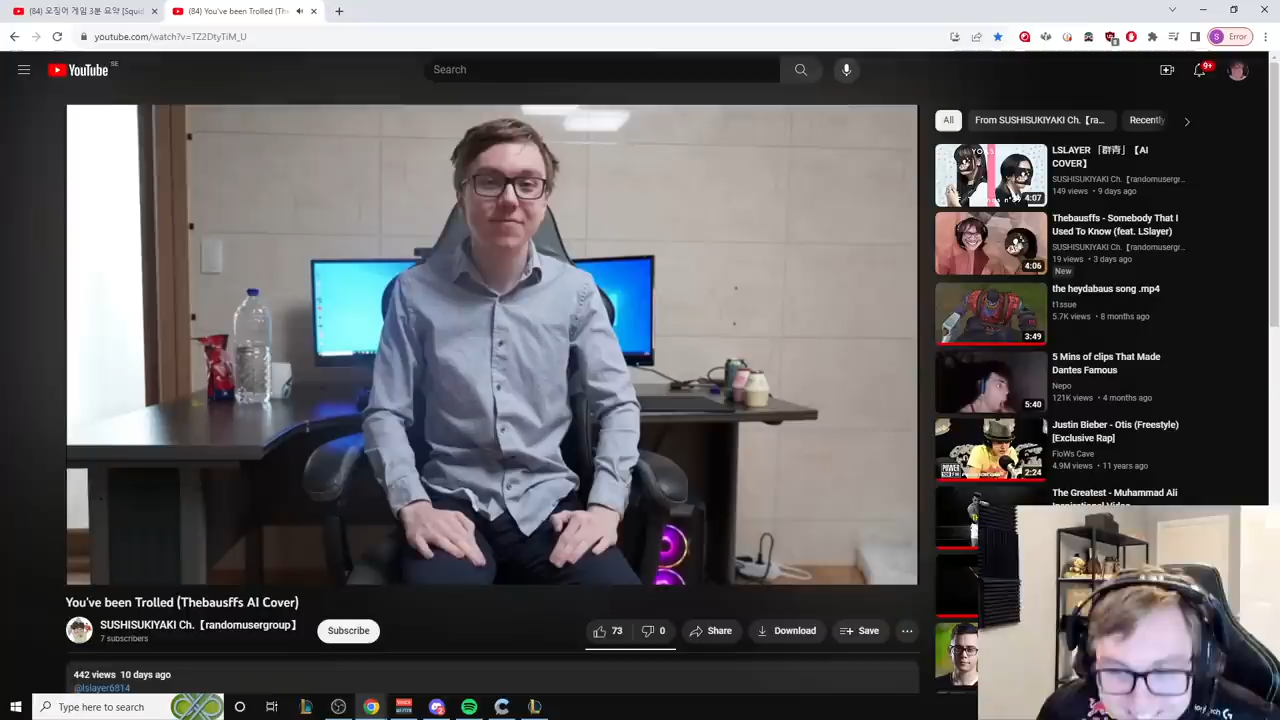 (84) 오징어 게임 3분 요약 [Squid
(84) You've been Trolled (The
youtube.com/watch?v=TZ2DtyTiM_U
S
Error
YouTube
SE
Search
9+
All
From SUSHISUKIYAKI Ch.【ra...
Recently
LSLAYER 「群青」【AI
COVER】
SUSHISUKIYAKI Ch.【randomusergr...
149 views • 9 days ago
4:07
Thebausffs - Somebody That I
Used To Know (feat. LSlayer)
SUSHISUKIYAKI Ch.【randomusergr...
19 views • 3 days ago
New
4:06
the heydabaus song .mp4
t1ssue
5.7K views • 8 months ago
3:49
5 Mins of clips That Made
Dantes Famous
Nepo
121K views • 4 months ago
5:40
Justin Bieber - Otis (Freestyle)
[Exclusive Rap]
FloWs Cave
4.9M views • 11 years ago
POWER
2:24
The Greatest - Muhammad Ali
You've been Trolled (Thebausffs AI Cover)
SUSHISUKIYAKI Ch.【randomusergroup】
7 subscribers
Subscribe
73
0
Share
Download
Save
442 views 10 days ago
@lslayer6814
Type here to search